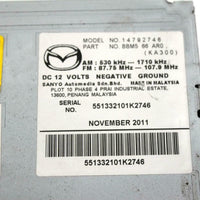 MODEL NO. 14792746
PART NO. BBM5 66 AR0
(KA300)
AM : 530 kHz — 1710 kHz
FM : 87.75 MHz — 107.9 MHz
DC 12 VOLTS NEGATIVE GROUND
SANYO Automedia Sdn.Bhd. MADE IN MALAYSIA
PLOT 10 PHASE 4 PRAI INDUSTRIAL ESTATE,
13600, PENANG MALAYSIA
SERIAL NO. 551332101K2746
NOVEMBER 2011
551332101K2746